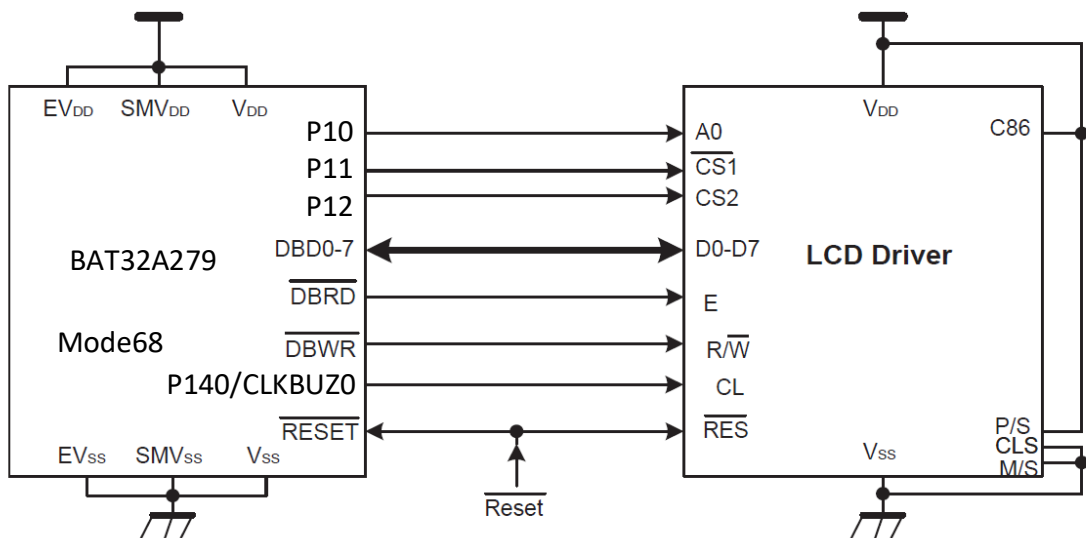 EVDD SMVDD VDD
P10
P11
P12
BAT32A279
DBD0-7
DBRD
Mode68
DBWR
P140/CLKBUZ0
RESET
EVSS SMVSS VSS
Reset
VDD
A0
C86
CS1
CS2
D0-D7
LCD Driver
E
R/W
CL
RES
P/S
CLS
M/S
VSS